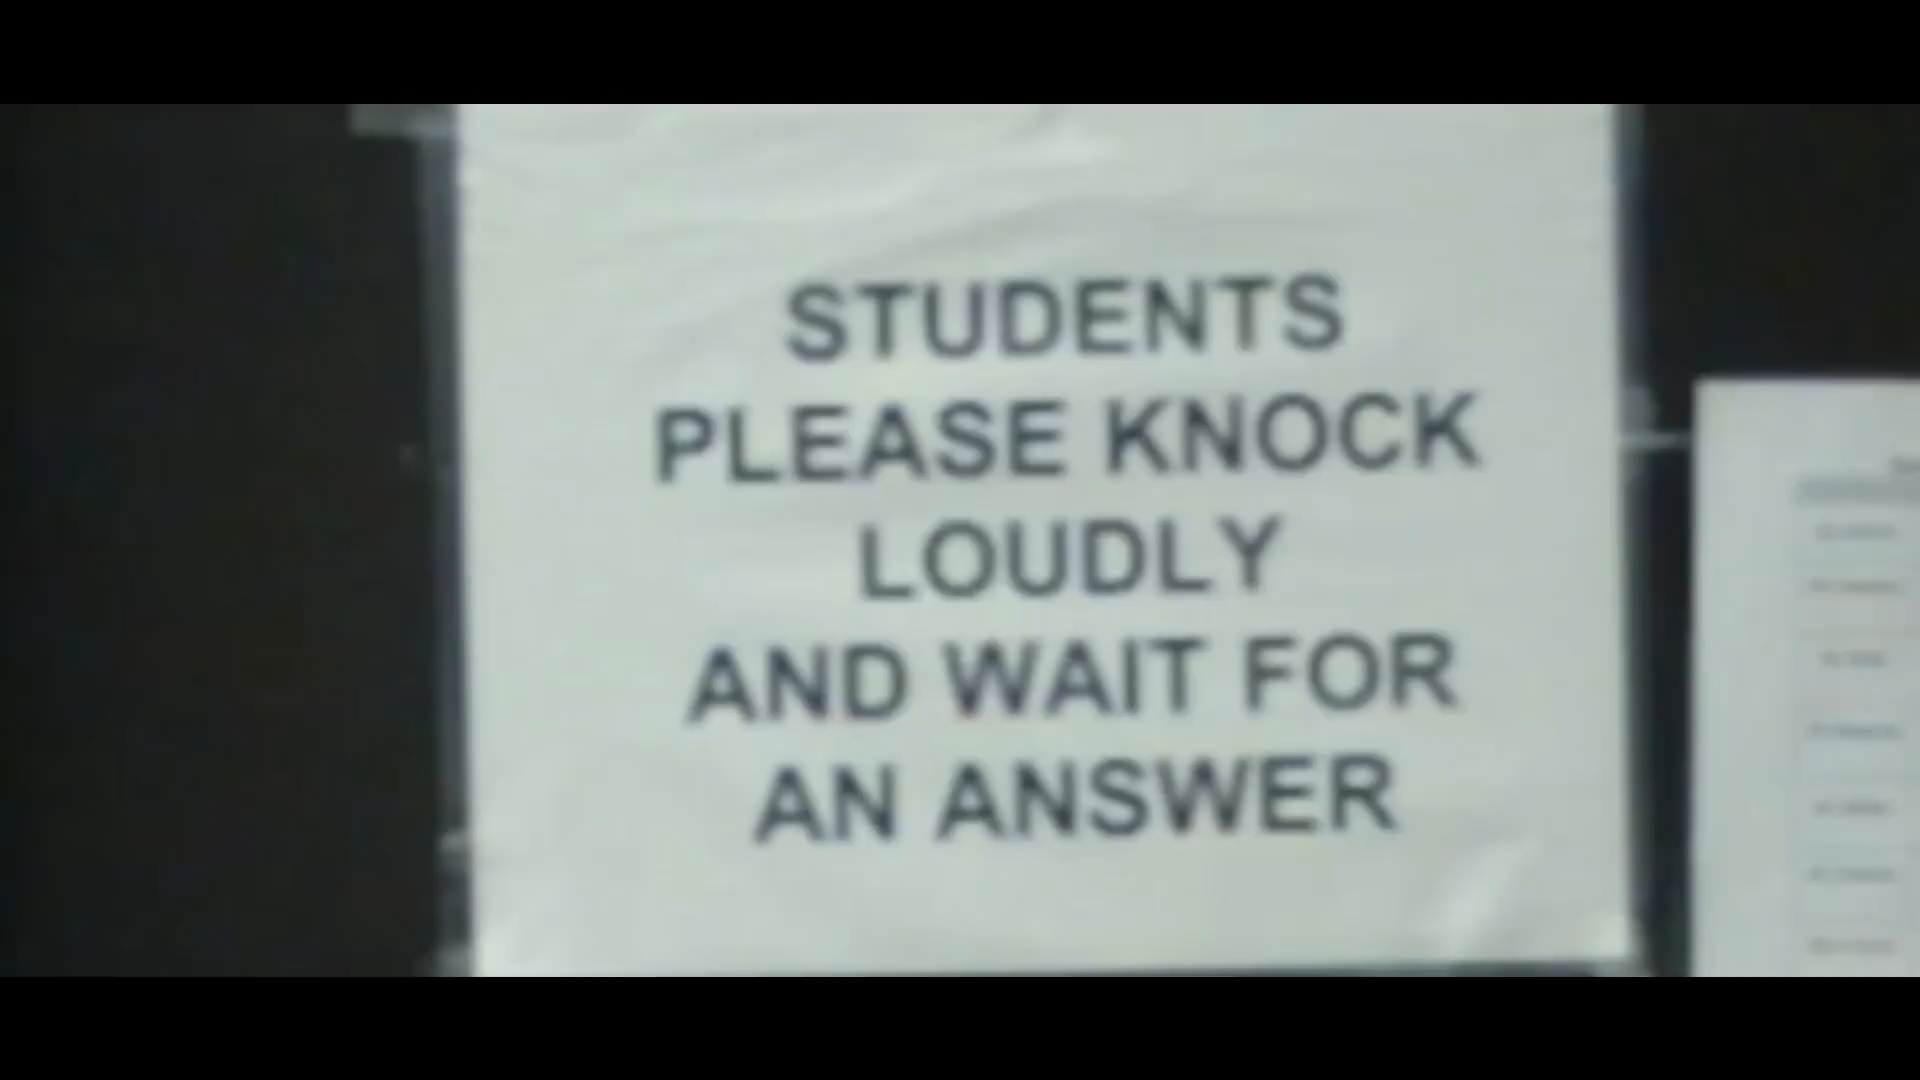 STUDENTS
PLEASE KNOCK
LOUDLY
AND WAIT FOR
AN ANSWER